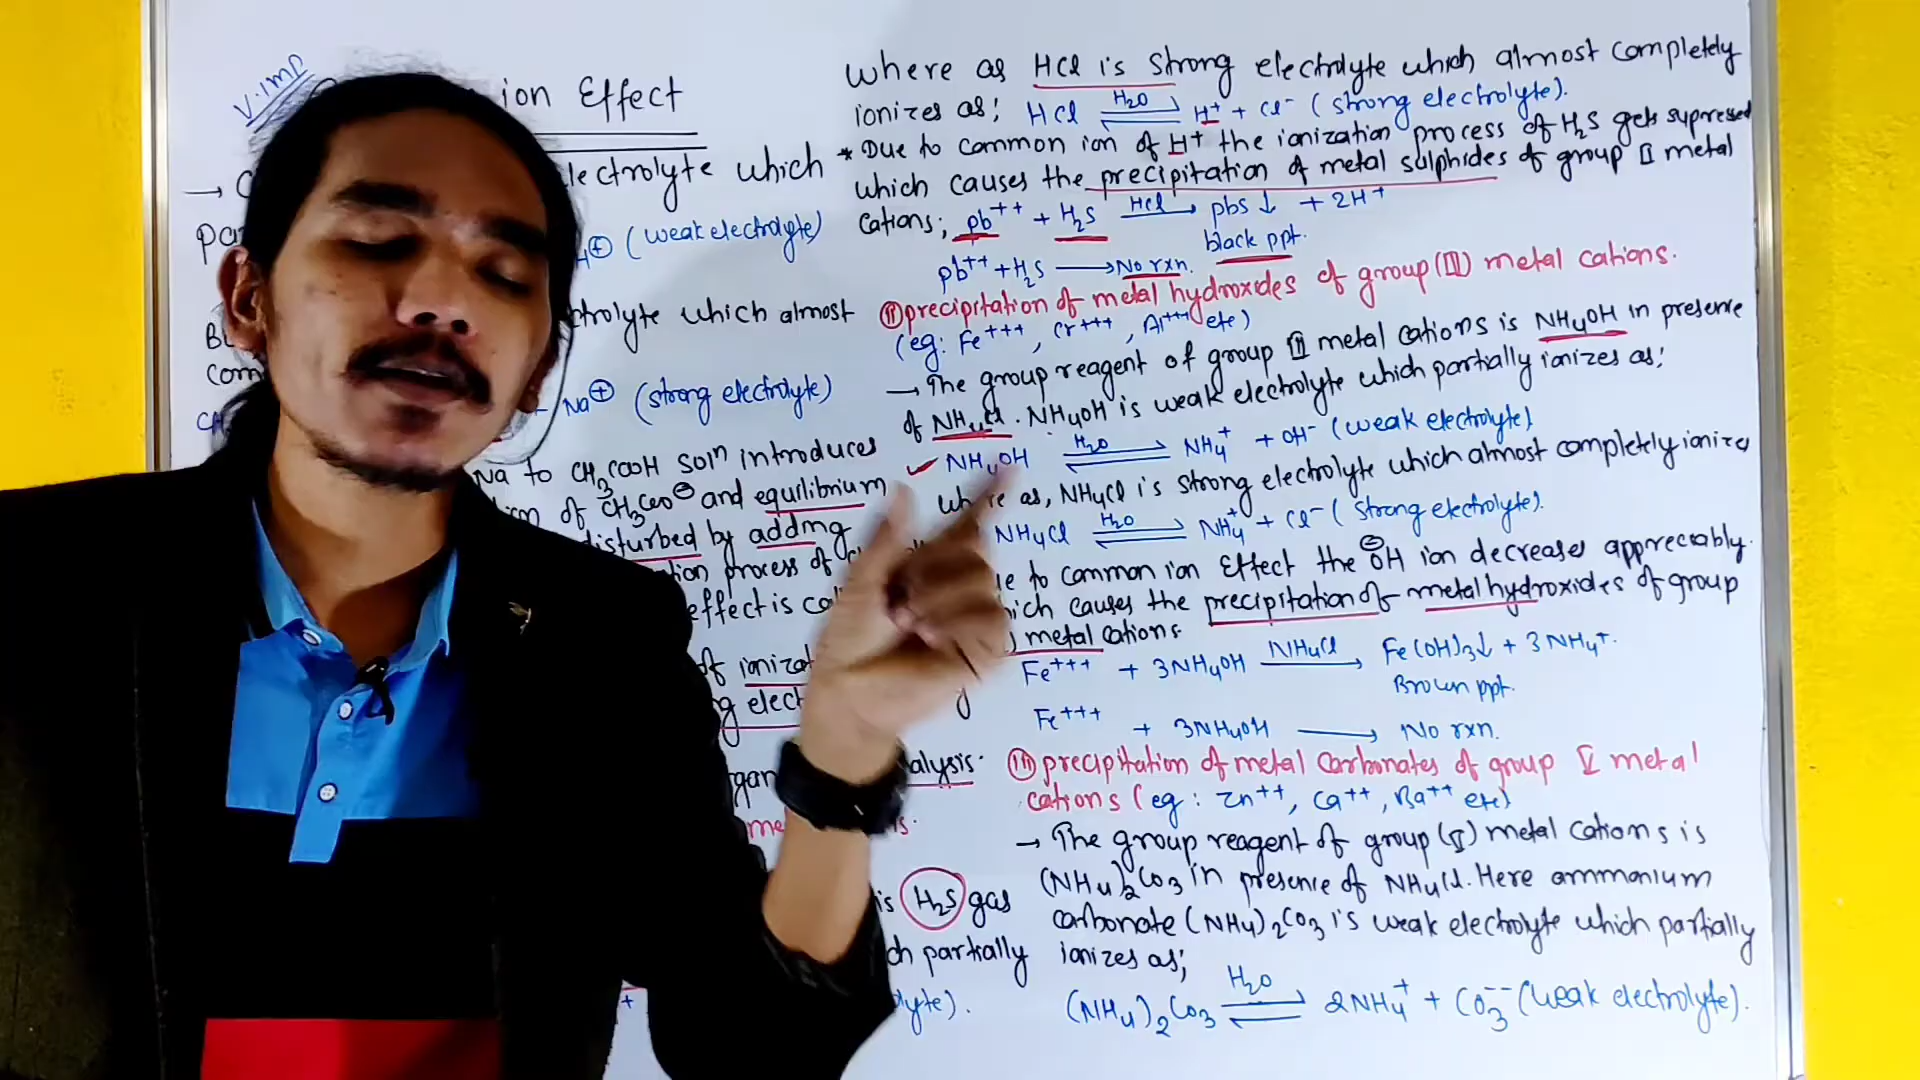 V.IMP
ion Effect
→ lectrolyte which
(weak electrolyte)
trolyte which almost
com
Na⊕ (strong electrolyte)
Na to CH3COOH solⁿ introduces
of CH3COO⊖ and equilibrium
disturbed by adding
tion process of
effect is ca
of ionizat
g elect
alysis.
is H2S gas
ch partially
lyte).
where as HCl is strong electrolyte which almost completely
ionizes as; HCl ⇌ H2O H+ + Cl- (strong electrolyte).
* Due to common ion of H+ the ionization process of H2S gets supressed
which causes the precipitation of metal sulphides of group II metal
cations; pb++ + H2S HCl→ pbs ↓ + 2H+
black ppt.
pb++ + H2S → No rxn.
(ii) precipitation of metal hydroxides of group (III) metal cations.
(eg: Fe+++, Cr+++, Al+++ etc)
→ The group reagent of group III metal cations is NH4OH in presence
of NH4Cl. NH4OH is weak electrolyte which partially ionizes as;
✓ NH4OH ⇌ H2O NH4+ + OH- (weak electrolyte)
where as, NH4Cl is strong electrolyte which almost completely ionizes
NH4Cl ⇌ H2O NH4+ + Cl- (strong electrolyte).
e to common ion Effect the ⊖OH ion decreases appreciably.
ich causes the precipitation of metal hydroxides of group
) metal cations.
Fe+++ + 3NH4OH NH4Cl→ Fe(OH)3↓ + 3NH4+.
Brown ppt.
Fe+++ + 3NH4OH → No rxn.
(iii) precipitation of metal carbonates of group V metal
cations (eg: Zn++, Ca++, Ba++ etc)
→ The group reagent of group (V) metal cations is
(NH4)2CO3 in presence of NH4Cl. Here ammonium
carbonate (NH4)2CO3 is weak electrolyte which partially
ionizes as;
(NH4)2CO3 ⇌ H2O 2NH4+ + CO3-- (weak electrolyte).